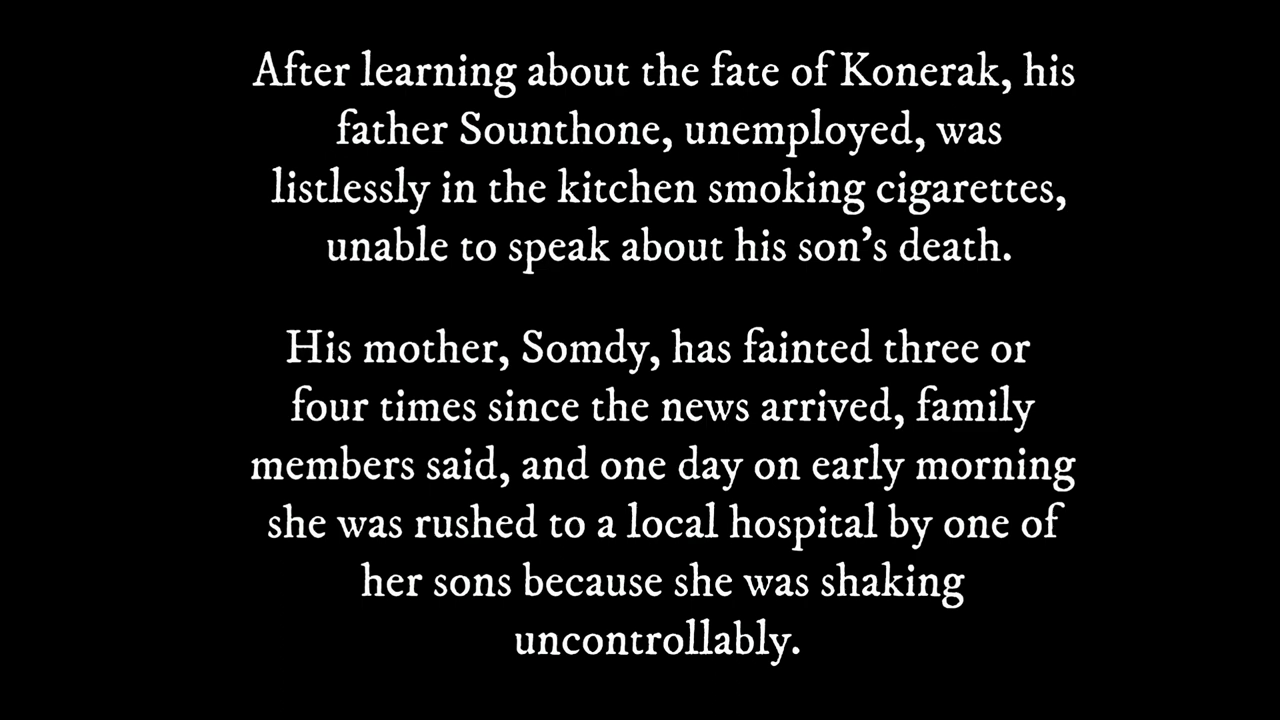 After learning about the fate of Konerak, his
father Sounthone, unemployed, was
listlessly in the kitchen smoking cigarettes,
unable to speak about his son’s death.
His mother, Somdy, has fainted three or
four times since the news arrived, family
members said, and one day on early morning
she was rushed to a local hospital by one of
her sons because she was shaking
uncontrollably.